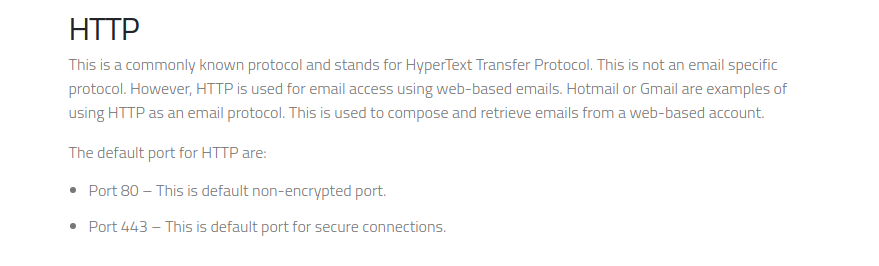 HTTP
This is a commonly known protocol and stands for HyperText Transfer Protocol. This is not an email specific
protocol. However, HTTP is used for email access using web-based emails. Hotmail or Gmail are examples of
using HTTP as an email protocol. This is used to compose and retrieve emails from a web-based account.
The default port for HTTP are:
• Port 80 – This is default non-encrypted port.
• Port 443 – This is default port for secure connections.